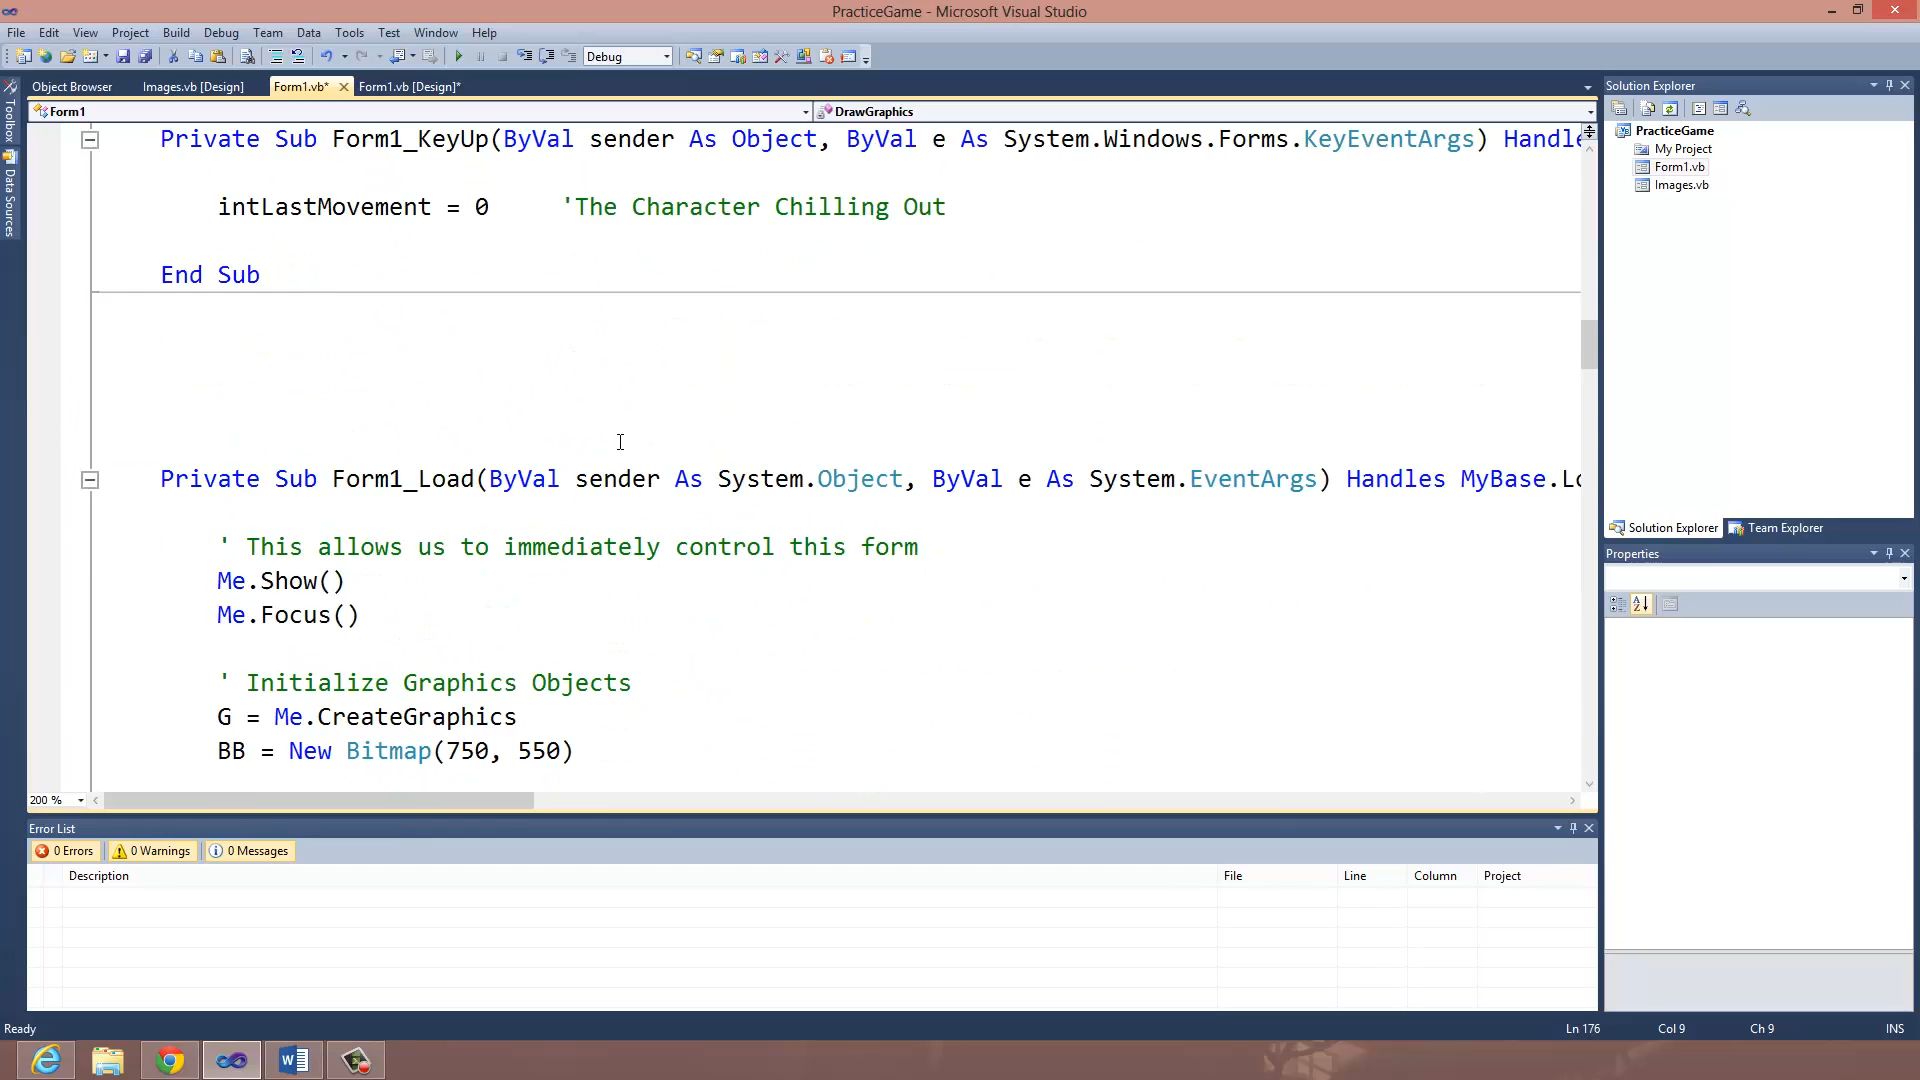 PracticeGame - Microsoft Visual Studio
File Edit View Project Build Debug Team Data Tools Test Window Help
Debug
Object Browser Images.vb [Design] Form1.vb* Form1.vb [Design]*
Form1 DrawGraphics
Toolbox
Data Sources
Private Sub Form1_KeyUp(ByVal sender As Object, ByVal e As System.Windows.Forms.KeyEventArgs) Handle
intLastMovement = 0 'The Character Chilling Out
End Sub
Private Sub Form1_Load(ByVal sender As System.Object, ByVal e As System.EventArgs) Handles MyBase.Lo
' This allows us to immediately control this form
Me.Show()
Me.Focus()
' Initialize Graphics Objects
G = Me.CreateGraphics
BB = New Bitmap(750, 550)
200 %
Error List
0 Errors 0 Warnings 0 Messages
Description File Line Column Project
Solution Explorer
PracticeGame
My Project
Form1.vb
Images.vb
Solution Explorer Team Explorer
Properties
Ready Ln 176 Col 9 Ch 9 INS